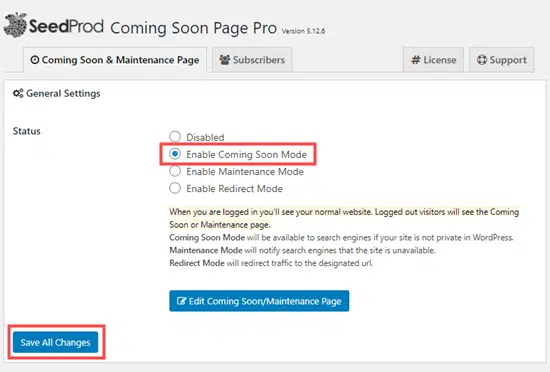 SeedProd Coming Soon Page Pro Version 5.12.6
Coming Soon & Maintenance Page Subscribers # License Support
General Settings
Status
Disabled
Enable Coming Soon Mode
Enable Maintenance Mode
Enable Redirect Mode
When you are logged in you'll see your normal website. Logged out visitors will see the Coming
Soon or Maintenance page.
Coming Soon Mode will be available to search engines if your site is not private in WordPress.
Maintenance Mode will notify search engines that the site is unavailable.
Redirect Mode will redirect traffic to the designated url.
Edit Coming Soon/Maintenance Page
Save All Changes